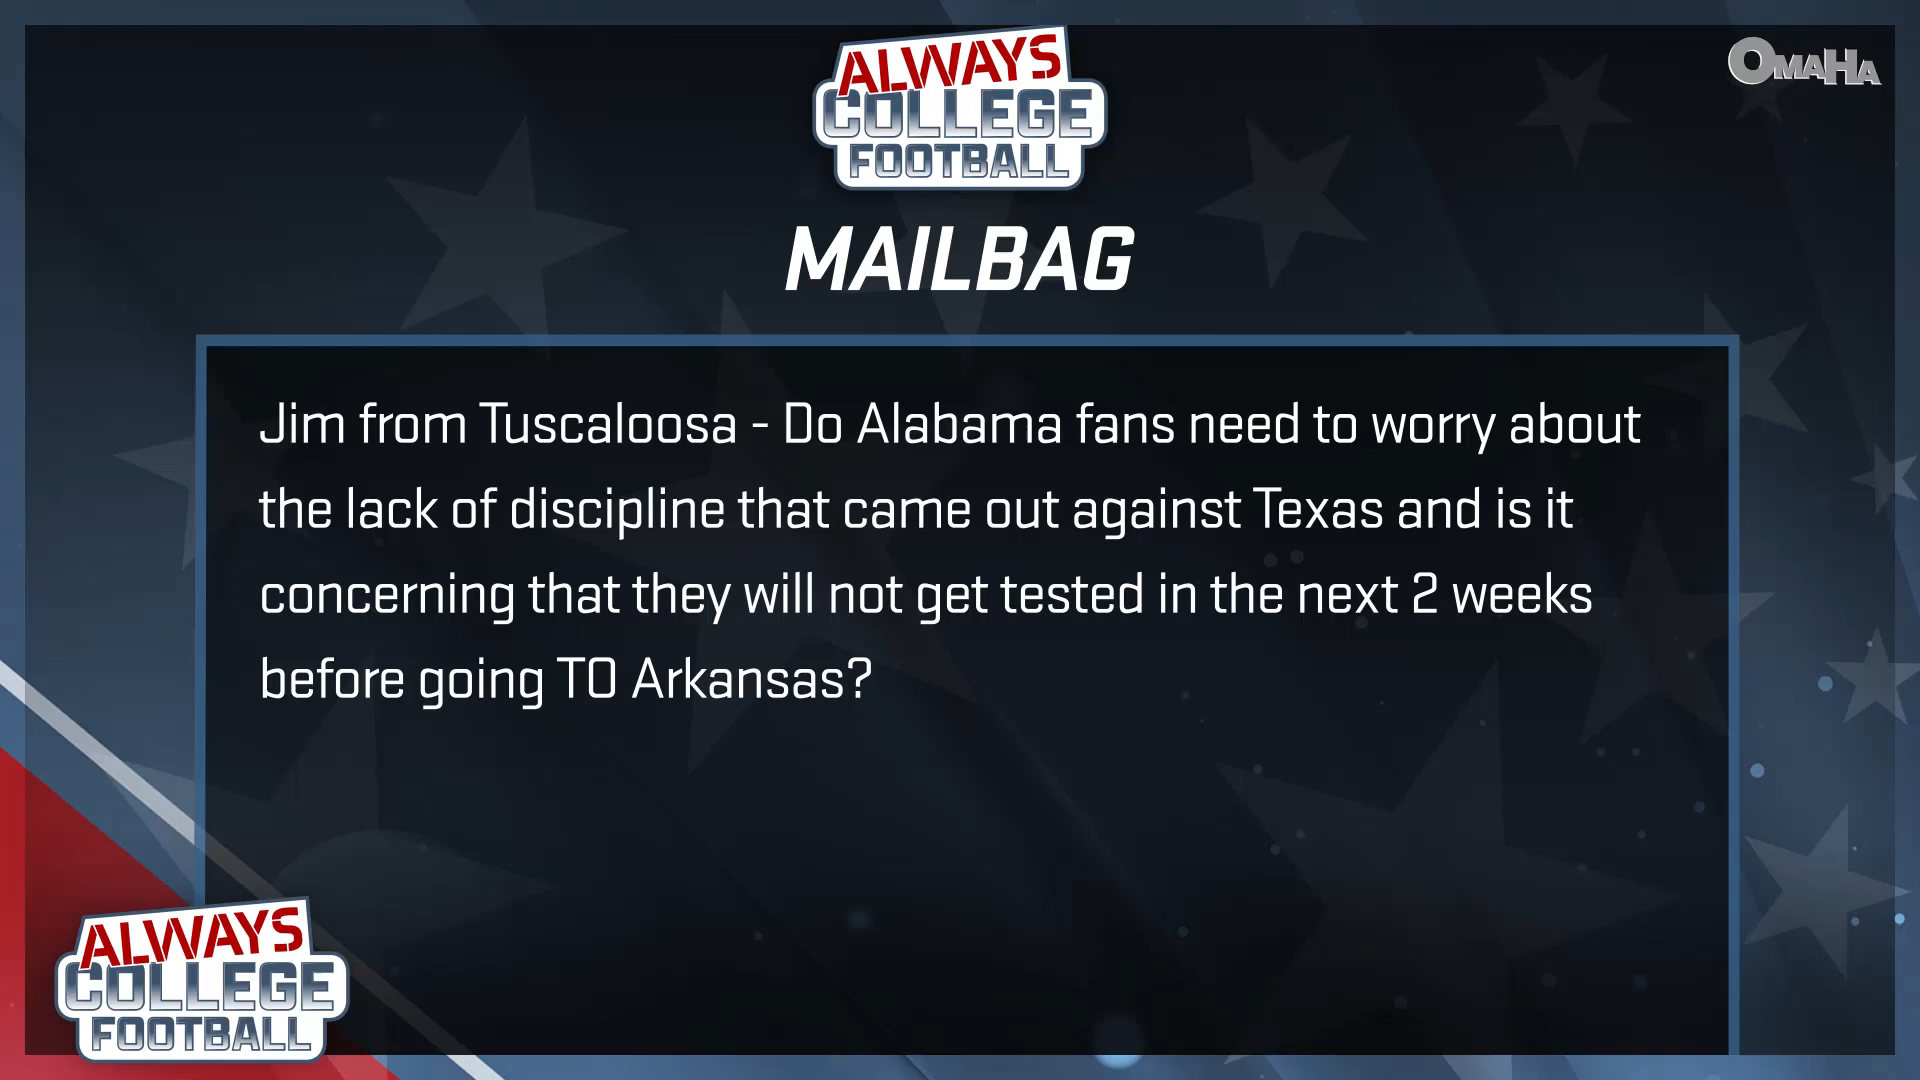 ALWAYS
COLLEGE
FOOTBALL
OMAHA
MAILBAG
Jim from Tuscaloosa - Do Alabama fans need to worry about
the lack of discipline that came out against Texas and is it
concerning that they will not get tested in the next 2 weeks
before going TO Arkansas?
ALWAYS
COLLEGE
FOOTBALL